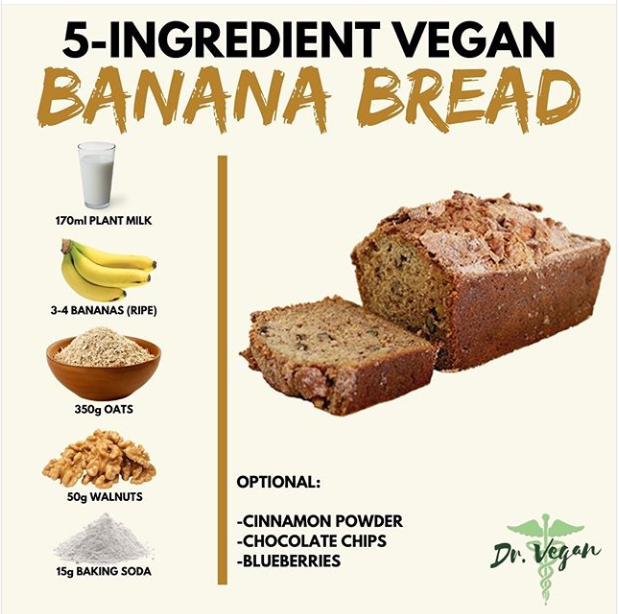 5-INGREDIENT VEGAN
BANANA BREAD
170ml PLANT MILK
3-4 BANANAS (RIPE)
350g OATS
50g WALNUTS
15g BAKING SODA
OPTIONAL:
-CINNAMON POWDER
-CHOCOLATE CHIPS
-BLUEBERRIES
Dr. Vegan